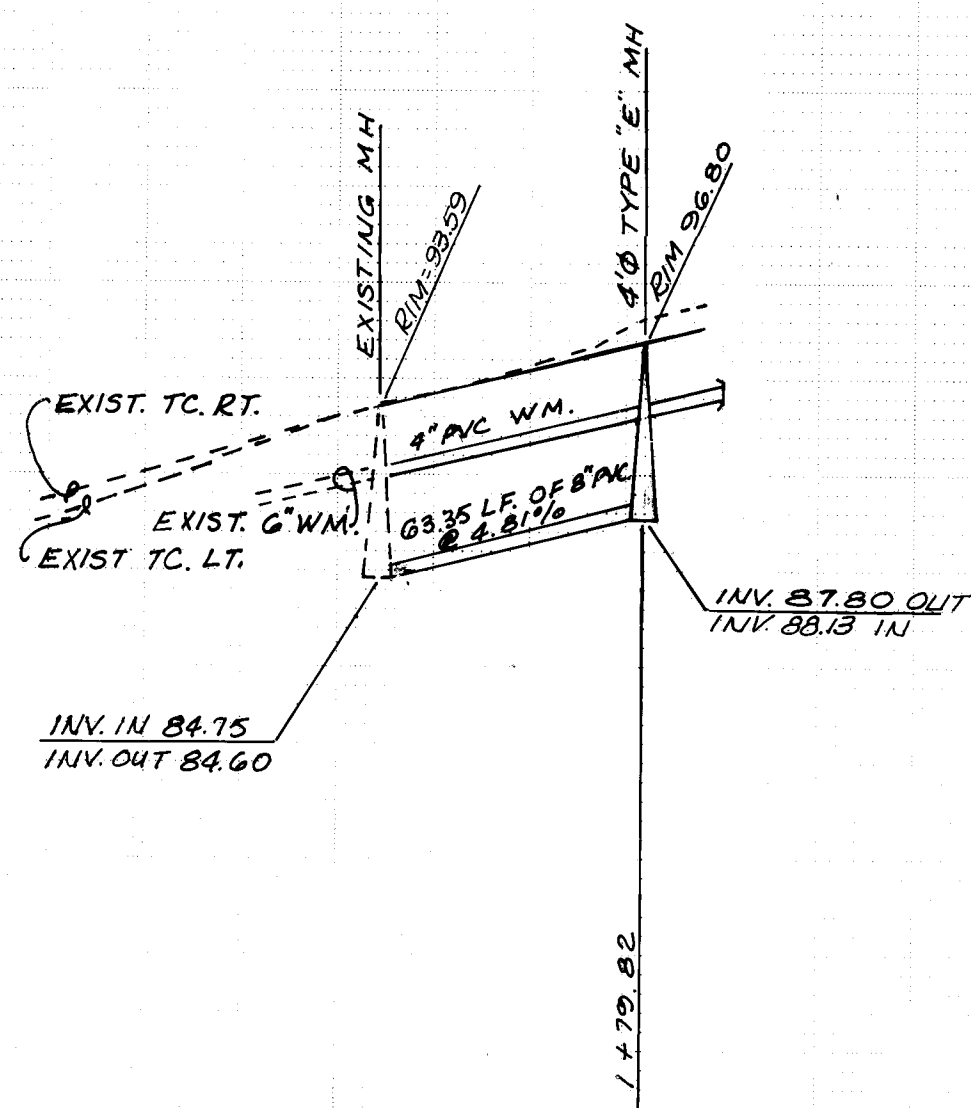 EXISTING MH
RIM=93.59
4'Ø TYPE "E" MH
RIM 96.80
EXIST. TC. RT.
4" PVC WM.
EXIST. 6" WM.
63.35 LF. OF 8" PVC
@ 4.81%
EXIST TC. LT.
INV. 87.80 OUT
INV. 88.13 IN
INV. IN 84.75
INV. OUT 84.60
1+79.82